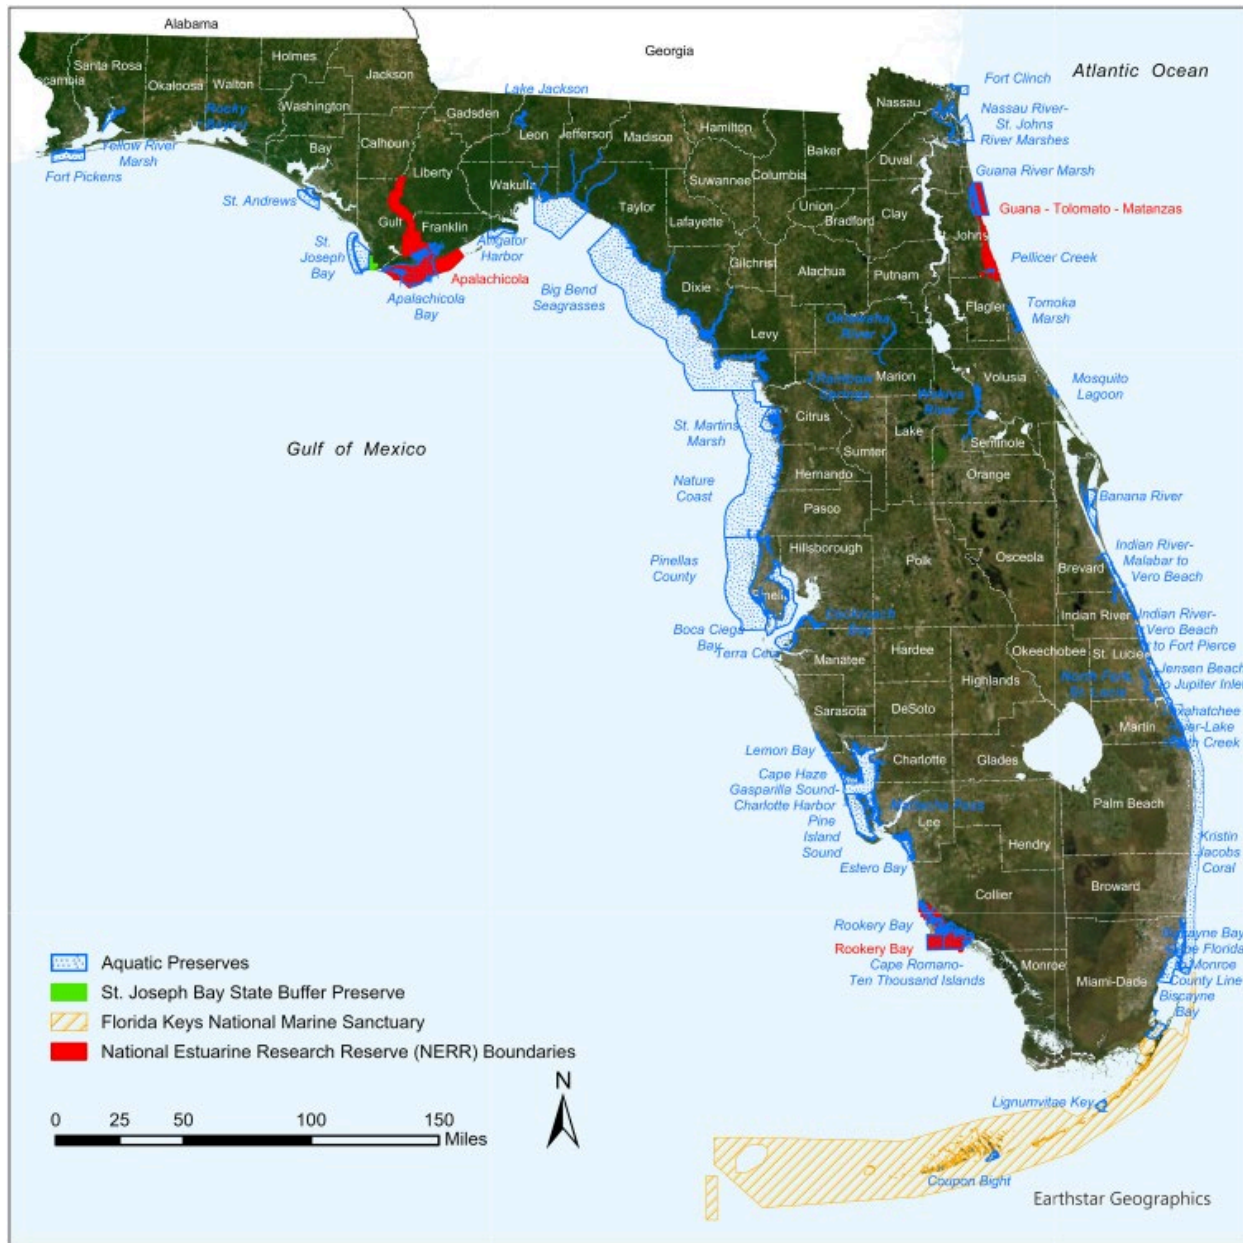 Alabama
Georgia
Atlantic Ocean
Gulf of Mexico
Holmes
Jackson
Santa Rosa
Okaloosa
Walton
Washington
Gadsden
Lake Jackson
Leon
Jefferson
Madison
Hamilton
Nassau
Fort Clinch
Nassau River-
St. Johns
River Marshes
Bay
Calhoun
Liberty
Wakulla
Baker
Duval
Columbia
Suwannee
Yellow River
Marsh
Fort Pickens
St. Andrews
Gulf
Franklin
Taylor
Lafayette
Union
Bradford
Clay
Guana River Marsh
Guana - Tolomato - Matanzas
Johns
St.
Joseph
Bay
Alligator
Harbor
Apalachicola
Apalachicola
Bay
Big Bend
Seagrasses
Dixie
Gilchrist
Alachua
Putnam
Pellicer Creek
Flagler
Tomoka
Marsh
Levy
Marion
Volusia
Mosquito
Lagoon
St. Martins
Marsh
Citrus
Lake
Sumter
Seminole
Orange
Nature
Coast
Hernando
Pasco
Banana River
Pinellas
County
Hillsborough
Polk
Osceola
Brevard
Indian River-
Malabar to
Vero Beach
Boca Ciega
Bay
Terra Ceia
Manatee
Hardee
Highlands
Okeechobee
Indian River
St. Lucie
Indian River-
Vero Beach
to Fort Pierce
Jensen Beach
to Jupiter Inlet
Sarasota
DeSoto
Martin
Lemon Bay
Charlotte
Glades
Cape Haze
Gasparilla Sound-
Charlotte Harbor
Pine
Island
Sound
Lee
Palm Beach
Hendry
Kristin
Jacobs
Coral
Estero Bay
Collier
Broward
Rookery Bay
Rookery Bay
Cape Romano-
Ten Thousand Islands
Monroe
Miami-Dade
Monroe
County Line
Biscayne
Bay
Lignumvitae Key
Coupon Bight
Aquatic Preserves
St. Joseph Bay State Buffer Preserve
Florida Keys National Marine Sanctuary
National Estuarine Research Reserve (NERR) Boundaries
N
0 25 50 100 150
Miles
Earthstar Geographics